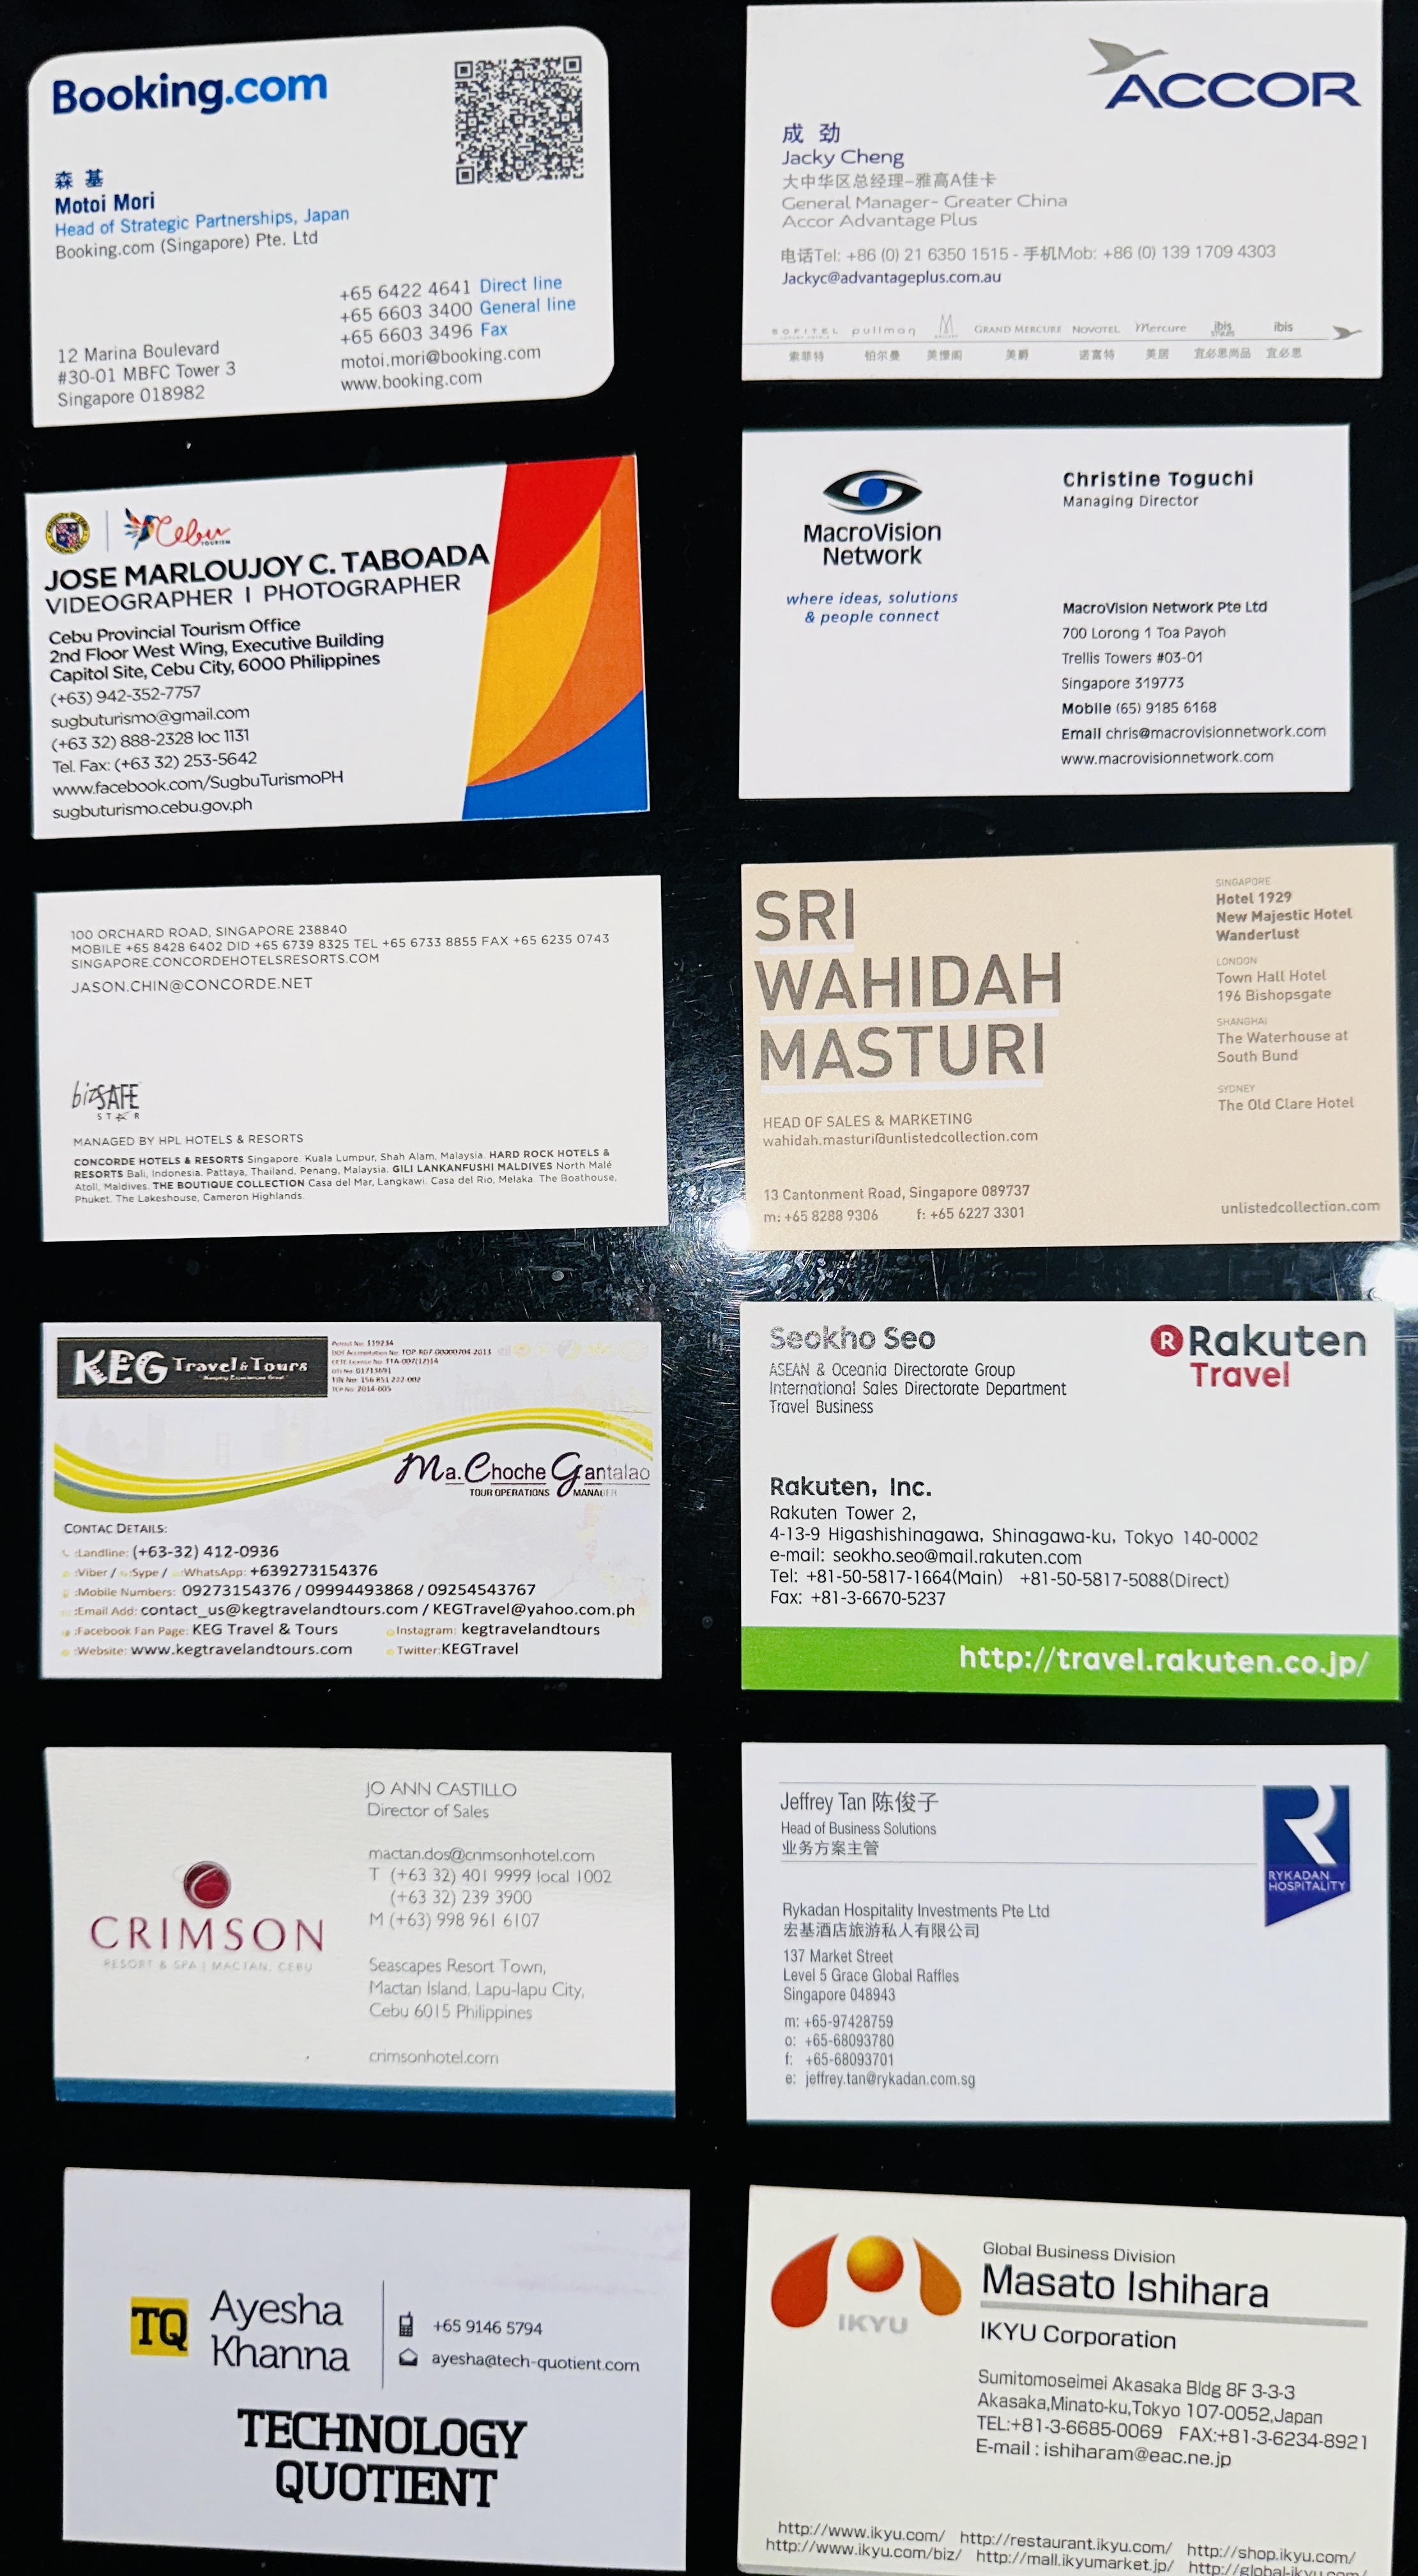 Booking.com
森 基
Motoi Mori
Head of Strategic Partnerships, Japan
Booking.com (Singapore) Pte. Ltd
+65 6422 4641 Direct line
+65 6603 3400 General line
+65 6603 3496 Fax
motoi.mori@booking.com
www.booking.com
12 Marina Boulevard
#30-01 MBFC Tower 3
Singapore 018982
ACCOR
成 劲
Jacky Cheng
大中华区总经理-雅高A佳卡
General Manager- Greater China
Accor Advantage Plus
电话Tel: +86 (0) 21 6350 1515 - 手机Mob: +86 (0) 139 1709 4303
Jackyc@advantageplus.com.au
SOFITEL pullman GRAND MERCURE NOVOTEL Mercure ibis STYLES ibis
索菲特 铂尔曼 美憬阁 美爵 诺富特 美居 宜必思尚品 宜必思
Cebu
TOURISM
JOSE MARLOUJOY C. TABOADA
VIDEOGRAPHER I PHOTOGRAPHER
Cebu Provincial Tourism Office
2nd Floor West Wing, Executive Building
Capitol Site, Cebu City, 6000 Philippines
(+63) 942-352-7757
sugbuturismo@gmail.com
(+63 32) 888-2328 loc 1131
Tel. Fax: (+63 32) 253-5642
www.facebook.com/SugbuTurismoPH
sugbuturismo.cebu.gov.ph
MacroVision
Network
where ideas, solutions
& people connect
Christine Toguchi
Managing Director
MacroVision Network Pte Ltd
700 Lorong 1 Toa Payoh
Trellis Towers #03-01
Singapore 319773
Mobile (65) 9185 6168
Email chris@macrovisionnetwork.com
www.macrovisionnetwork.com
100 ORCHARD ROAD, SINGAPORE 238840
MOBILE +65 8428 6402 DID +65 6739 8325 TEL +65 6733 8855 FAX +65 6235 0743
SINGAPORE.CONCORDEHOTELSRESORTS.COM
JASON.CHIN@CONCORDE.NET
bizSAFE
STAR
MANAGED BY HPL HOTELS & RESORTS
CONCORDE HOTELS & RESORTS Singapore. Kuala Lumpur, Shah Alam, Malaysia. HARD ROCK HOTELS &
RESORTS Bali, Indonesia. Pattaya, Thailand. Penang, Malaysia. GILI LANKANFUSHI MALDIVES North Malé
Atoll, Maldives. THE BOUTIQUE COLLECTION Casa del Mar, Langkawi. Casa del Rio, Melaka. The Boathouse,
Phuket. The Lakeshouse, Cameron Highlands.
SRI
WAHIDAH
MASTURI
HEAD OF SALES & MARKETING
wahidah.masturi@unlistedcollection.com
13 Cantonment Road, Singapore 089737
m: +65 8288 9306 f: +65 6227 3301
SINGAPORE
Hotel 1929
New Majestic Hotel
Wanderlust
LONDON
Town Hall Hotel
196 Bishopsgate
SHANGHAI
The Waterhouse at
South Bund
SYDNEY
The Old Clare Hotel
unlistedcollection.com
KEG Travel & Tours
Permit No: 119234
TCP No: 2014-005
Ma. Choche Gantalao
TOUR OPERATIONS MANAGER
CONTAC DETAILS:
:Landline: (+63-32) 412-0936
:Viber / :Sype / :WhatsApp: +639273154376
:Mobile Numbers: 09273154376 / 09994493868 / 09254543767
:Email Add: contact_us@kegtravelandtours.com / KEGTravel@yahoo.com.ph
:Facebook Fan Page: KEG Travel & Tours :Instagram: kegtravelandtours
:Website: www.kegtravelandtours.com :Twitter:KEGTravel
Seokho Seo
ASEAN & Oceania Directorate Group
International Sales Directorate Department
Travel Business
R Rakuten
Travel
Rakuten, Inc.
Rakuten Tower 2,
4-13-9 Higashishinagawa, Shinagawa-ku, Tokyo 140-0002
e-mail: seokho.seo@mail.rakuten.com
Tel: +81-50-5817-1664(Main) +81-50-5817-5088(Direct)
Fax: +81-3-6670-5237
http://travel.rakuten.co.jp/
CRIMSON
RESORT & SPA | MACTAN, CEBU
JO ANN CASTILLO
Director of Sales
mactan.dos@crimsonhotel.com
T (+63 32) 401 9999 local 1002
(+63 32) 239 3900
M (+63) 998 961 6107
Seascapes Resort Town,
Mactan Island, Lapu-lapu City,
Cebu 6015 Philippines
crimsonhotel.com
Jeffrey Tan 陈俊子
Head of Business Solutions
业务方案主管
RYKADAN
HOSPITALITY
Rykadan Hospitality Investments Pte Ltd
宏基酒店旅游私人有限公司
137 Market Street
Level 5 Grace Global Raffles
Singapore 048943
m: +65-97428759
o: +65-68093780
f: +65-68093701
e: jeffrey.tan@rykadan.com.sg
TQ
Ayesha
Khanna
+65 9146 5794
ayesha@tech-quotient.com
TECHNOLOGY
QUOTIENT
IKYU
Global Business Division
Masato Ishihara
IKYU Corporation
Sumitomoseimei Akasaka Bldg 8F 3-3-3
Akasaka,Minato-ku,Tokyo 107-0052,Japan
TEL:+81-3-6685-0069 FAX:+81-3-6234-8921
E-mail : ishiharam@eac.ne.jp
http://www.ikyu.com/ http://restaurant.ikyu.com/ http://shop.ikyu.com/
http://www.ikyu.com/biz/ http://mall.ikyumarket.jp/ http://global-ikyu.com/